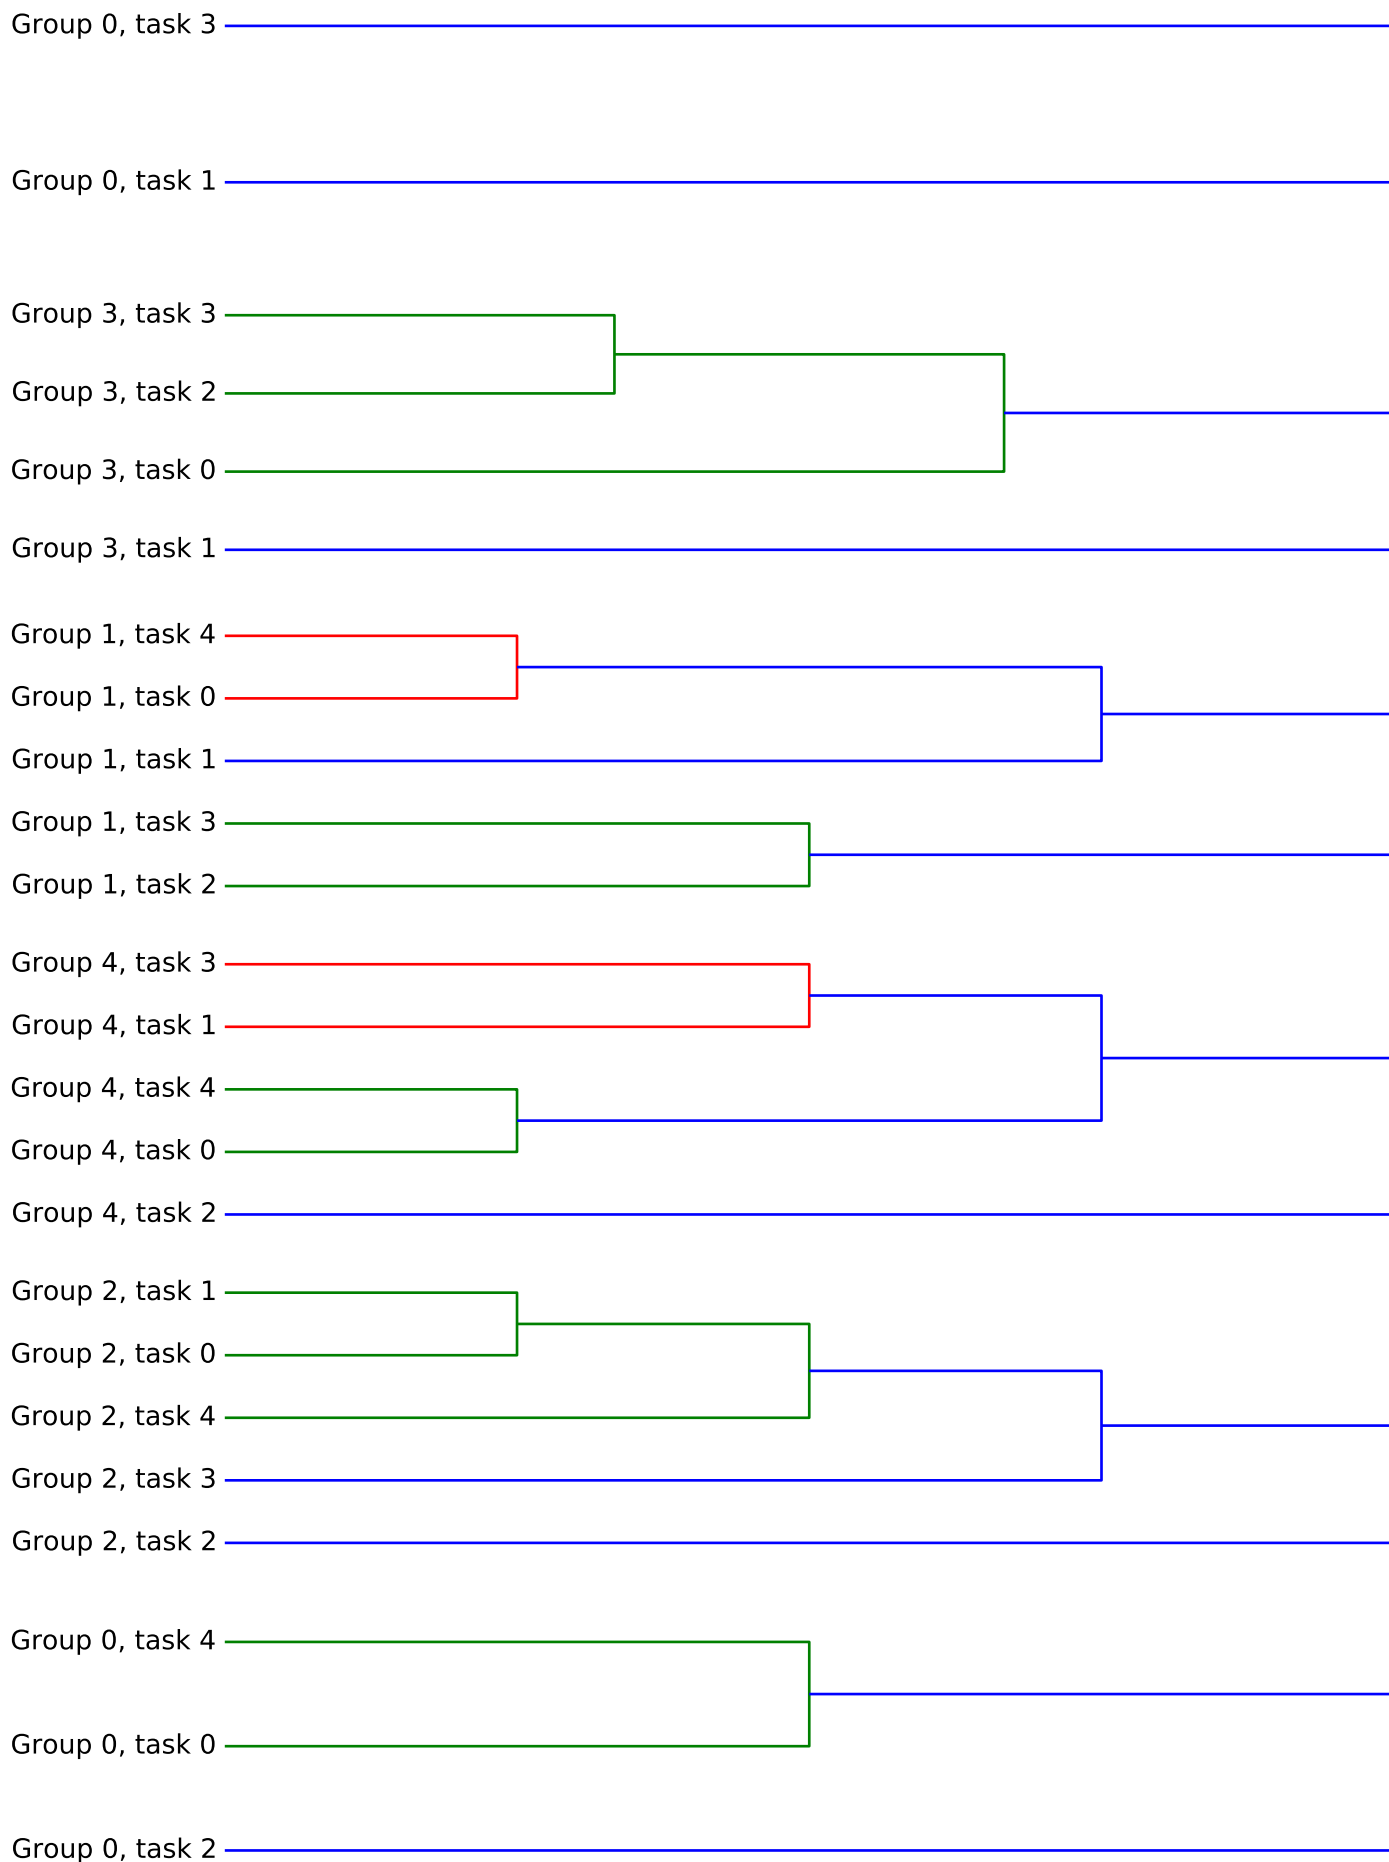 Group 0, task 3
Group 0, task 1
Group 3, task 3
Group 3, task 2
Group 3, task 0
Group 3, task 1
Group 1, task 4
Group 1, task 0
Group 1, task 1
Group 1, task 3
Group 1, task 2
Group 4, task 3
Group 4, task 1
Group 4, task 4
Group 4, task 0
Group 4, task 2
Group 2, task 1
Group 2, task 0
Group 2, task 4
Group 2, task 3
Group 2, task 2
Group 0, task 4
Group 0, task 0
Group 0, task 2